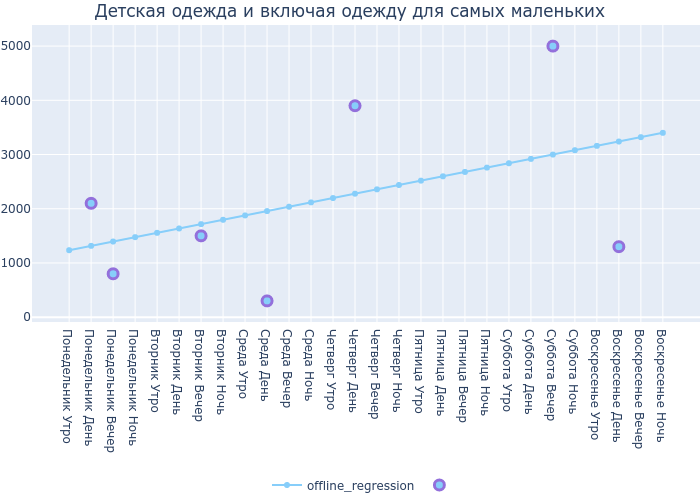 Детская одежда и включая одежду для самых маленьких
5000
4000
3000
2000
1000
0
Понедельник Утро
Понедельник День
Понедельник Вечер
Понедельник Ночь
Вторник Утро
Вторник День
Вторник Вечер
Вторник Ночь
Среда Утро
Среда День
Среда Вечер
Среда Ночь
Четверг Утро
Четверг День
Четверг Вечер
Четверг Ночь
Пятница Утро
Пятница День
Пятница Вечер
Пятница Ночь
Суббота Утро
Суббота День
Суббота Вечер
Суббота Ночь
Воскресенье Утро
Воскресенье День
Воскресенье Вечер
Воскресенье Ночь
offline_regression